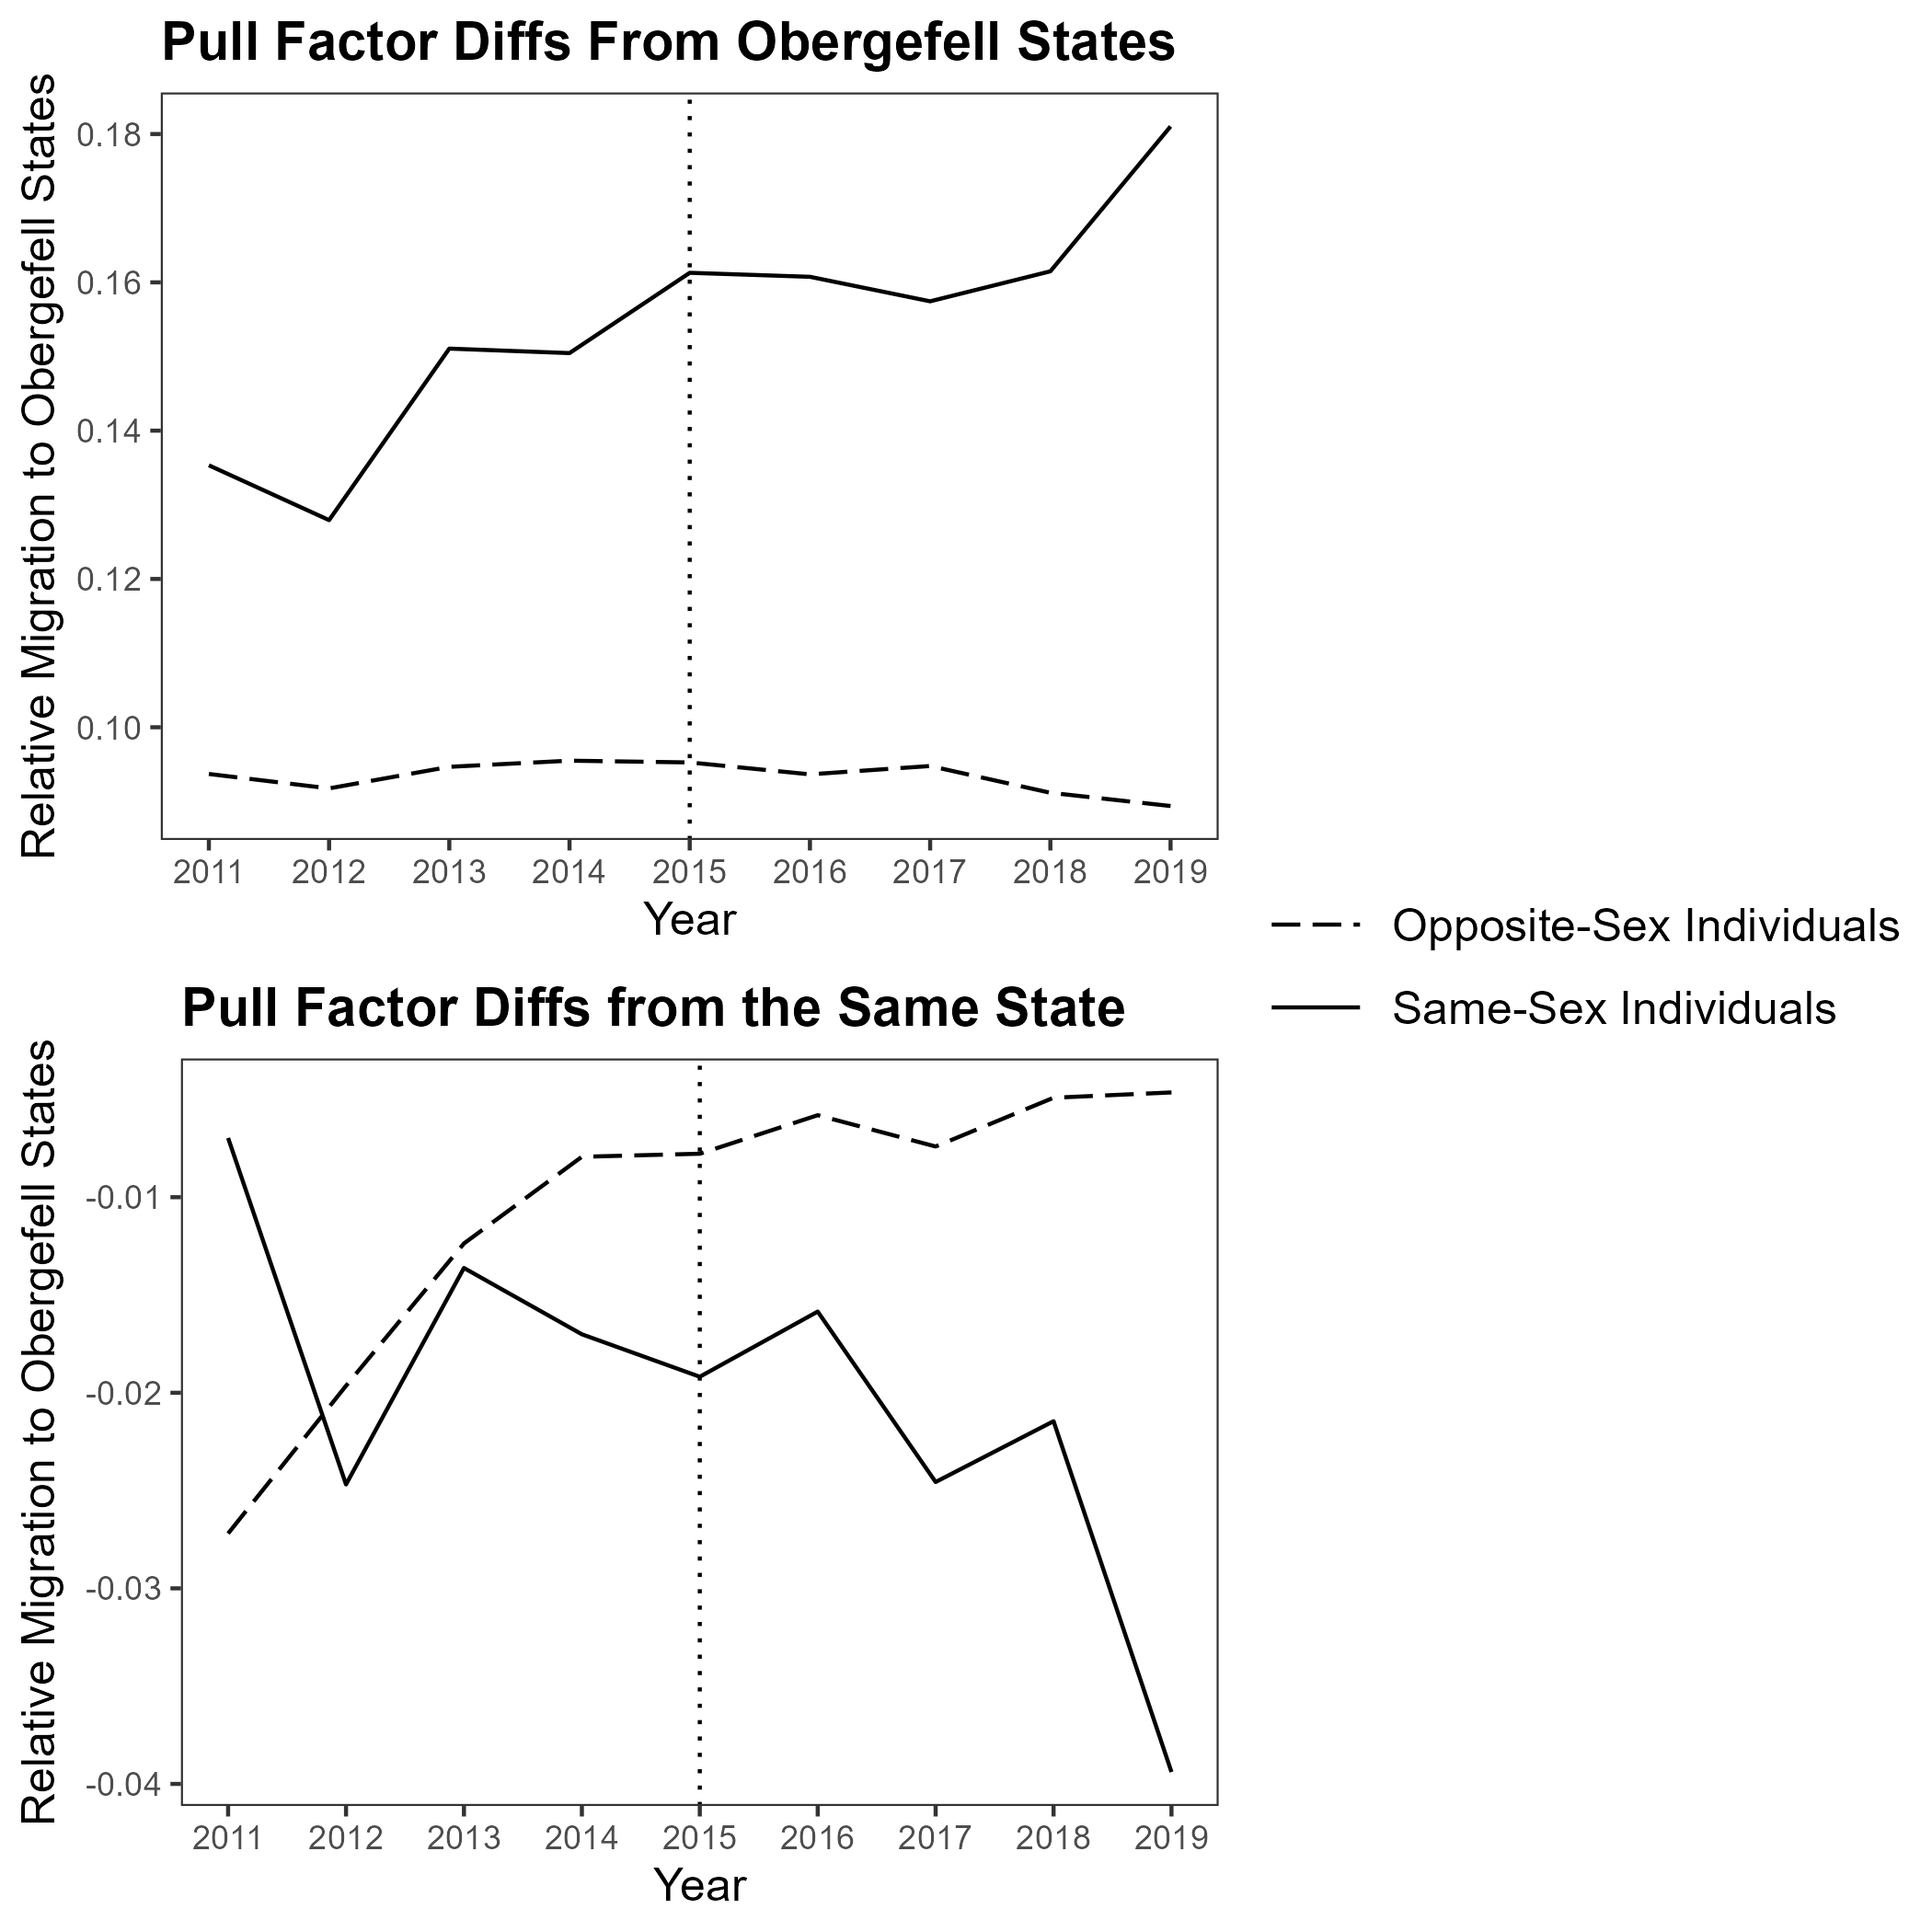 Pull Factor Diffs From Obergefell States
Relative Migration to Obergefell States
0.18
0.16
0.14
0.12
0.10
2011 2012 2013 2014 2015 2016 2017 2018 2019
Year
Opposite-Sex Individuals
Same-Sex Individuals
Pull Factor Diffs from the Same State
Relative Migration to Obergefell States
-0.01
-0.02
-0.03
-0.04
2011 2012 2013 2014 2015 2016 2017 2018 2019
Year